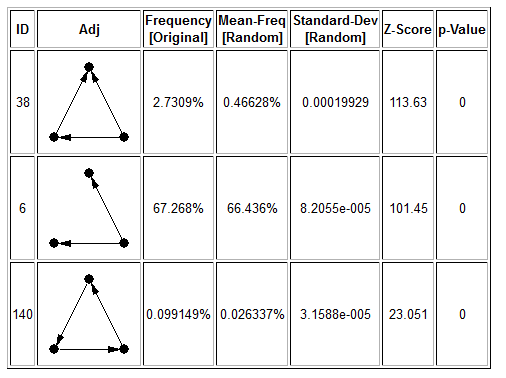 ID Adj Frequency [Original] Mean-Freq [Random] Standard-Dev [Random] Z-Score p-Value
38 2.7309% 0.46628% 0.00019929 113.63 0
6 67.268% 66.436% 8.2055e-005 101.45 0
140 0.099149% 0.026337% 3.1588e-005 23.051 0